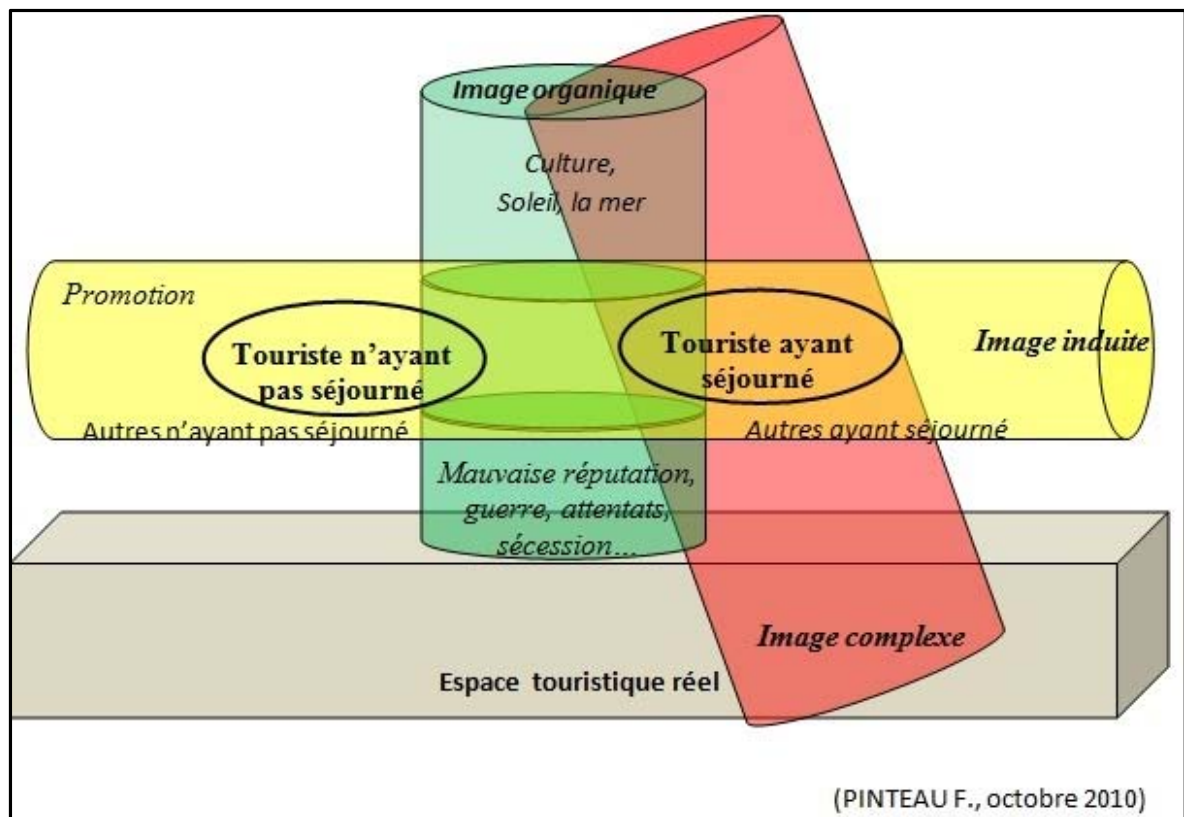 Image organique
Culture,
Soleil, la mer
Promotion
Touriste n’ayant
pas séjourné
Touriste ayant
séjourné
Image induite
Autres n’ayant pas séjourné
Autres ayant séjourné
Mauvaise réputation,
guerre, attentats,
sécession…
Image complexe
Espace touristique réel
(PINTEAU F., octobre 2010)